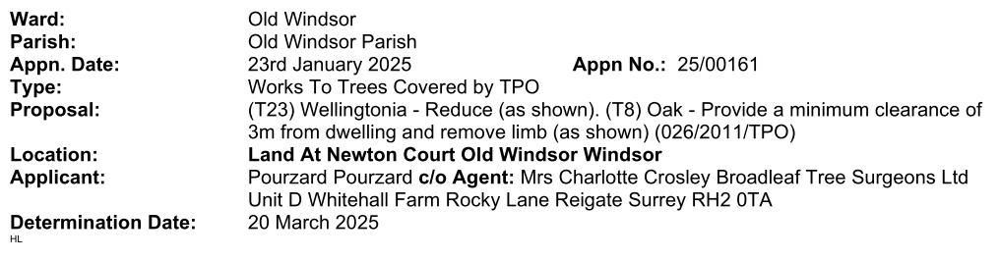 Ward: Old Windsor
Parish: Old Windsor Parish
Appn. Date: 23rd January 2025 Appn No.: 25/00161
Type: Works To Trees Covered by TPO
Proposal: (T23) Wellingtonia - Reduce (as shown). (T8) Oak - Provide a minimum clearance of
3m from dwelling and remove limb (as shown) (026/2011/TPO)
Location: Land At Newton Court Old Windsor Windsor
Applicant: Pourzard Pourzard c/o Agent: Mrs Charlotte Crosley Broadleaf Tree Surgeons Ltd
Unit D Whitehall Farm Rocky Lane Reigate Surrey RH2 0TA
Determination Date: 20 March 2025
HL